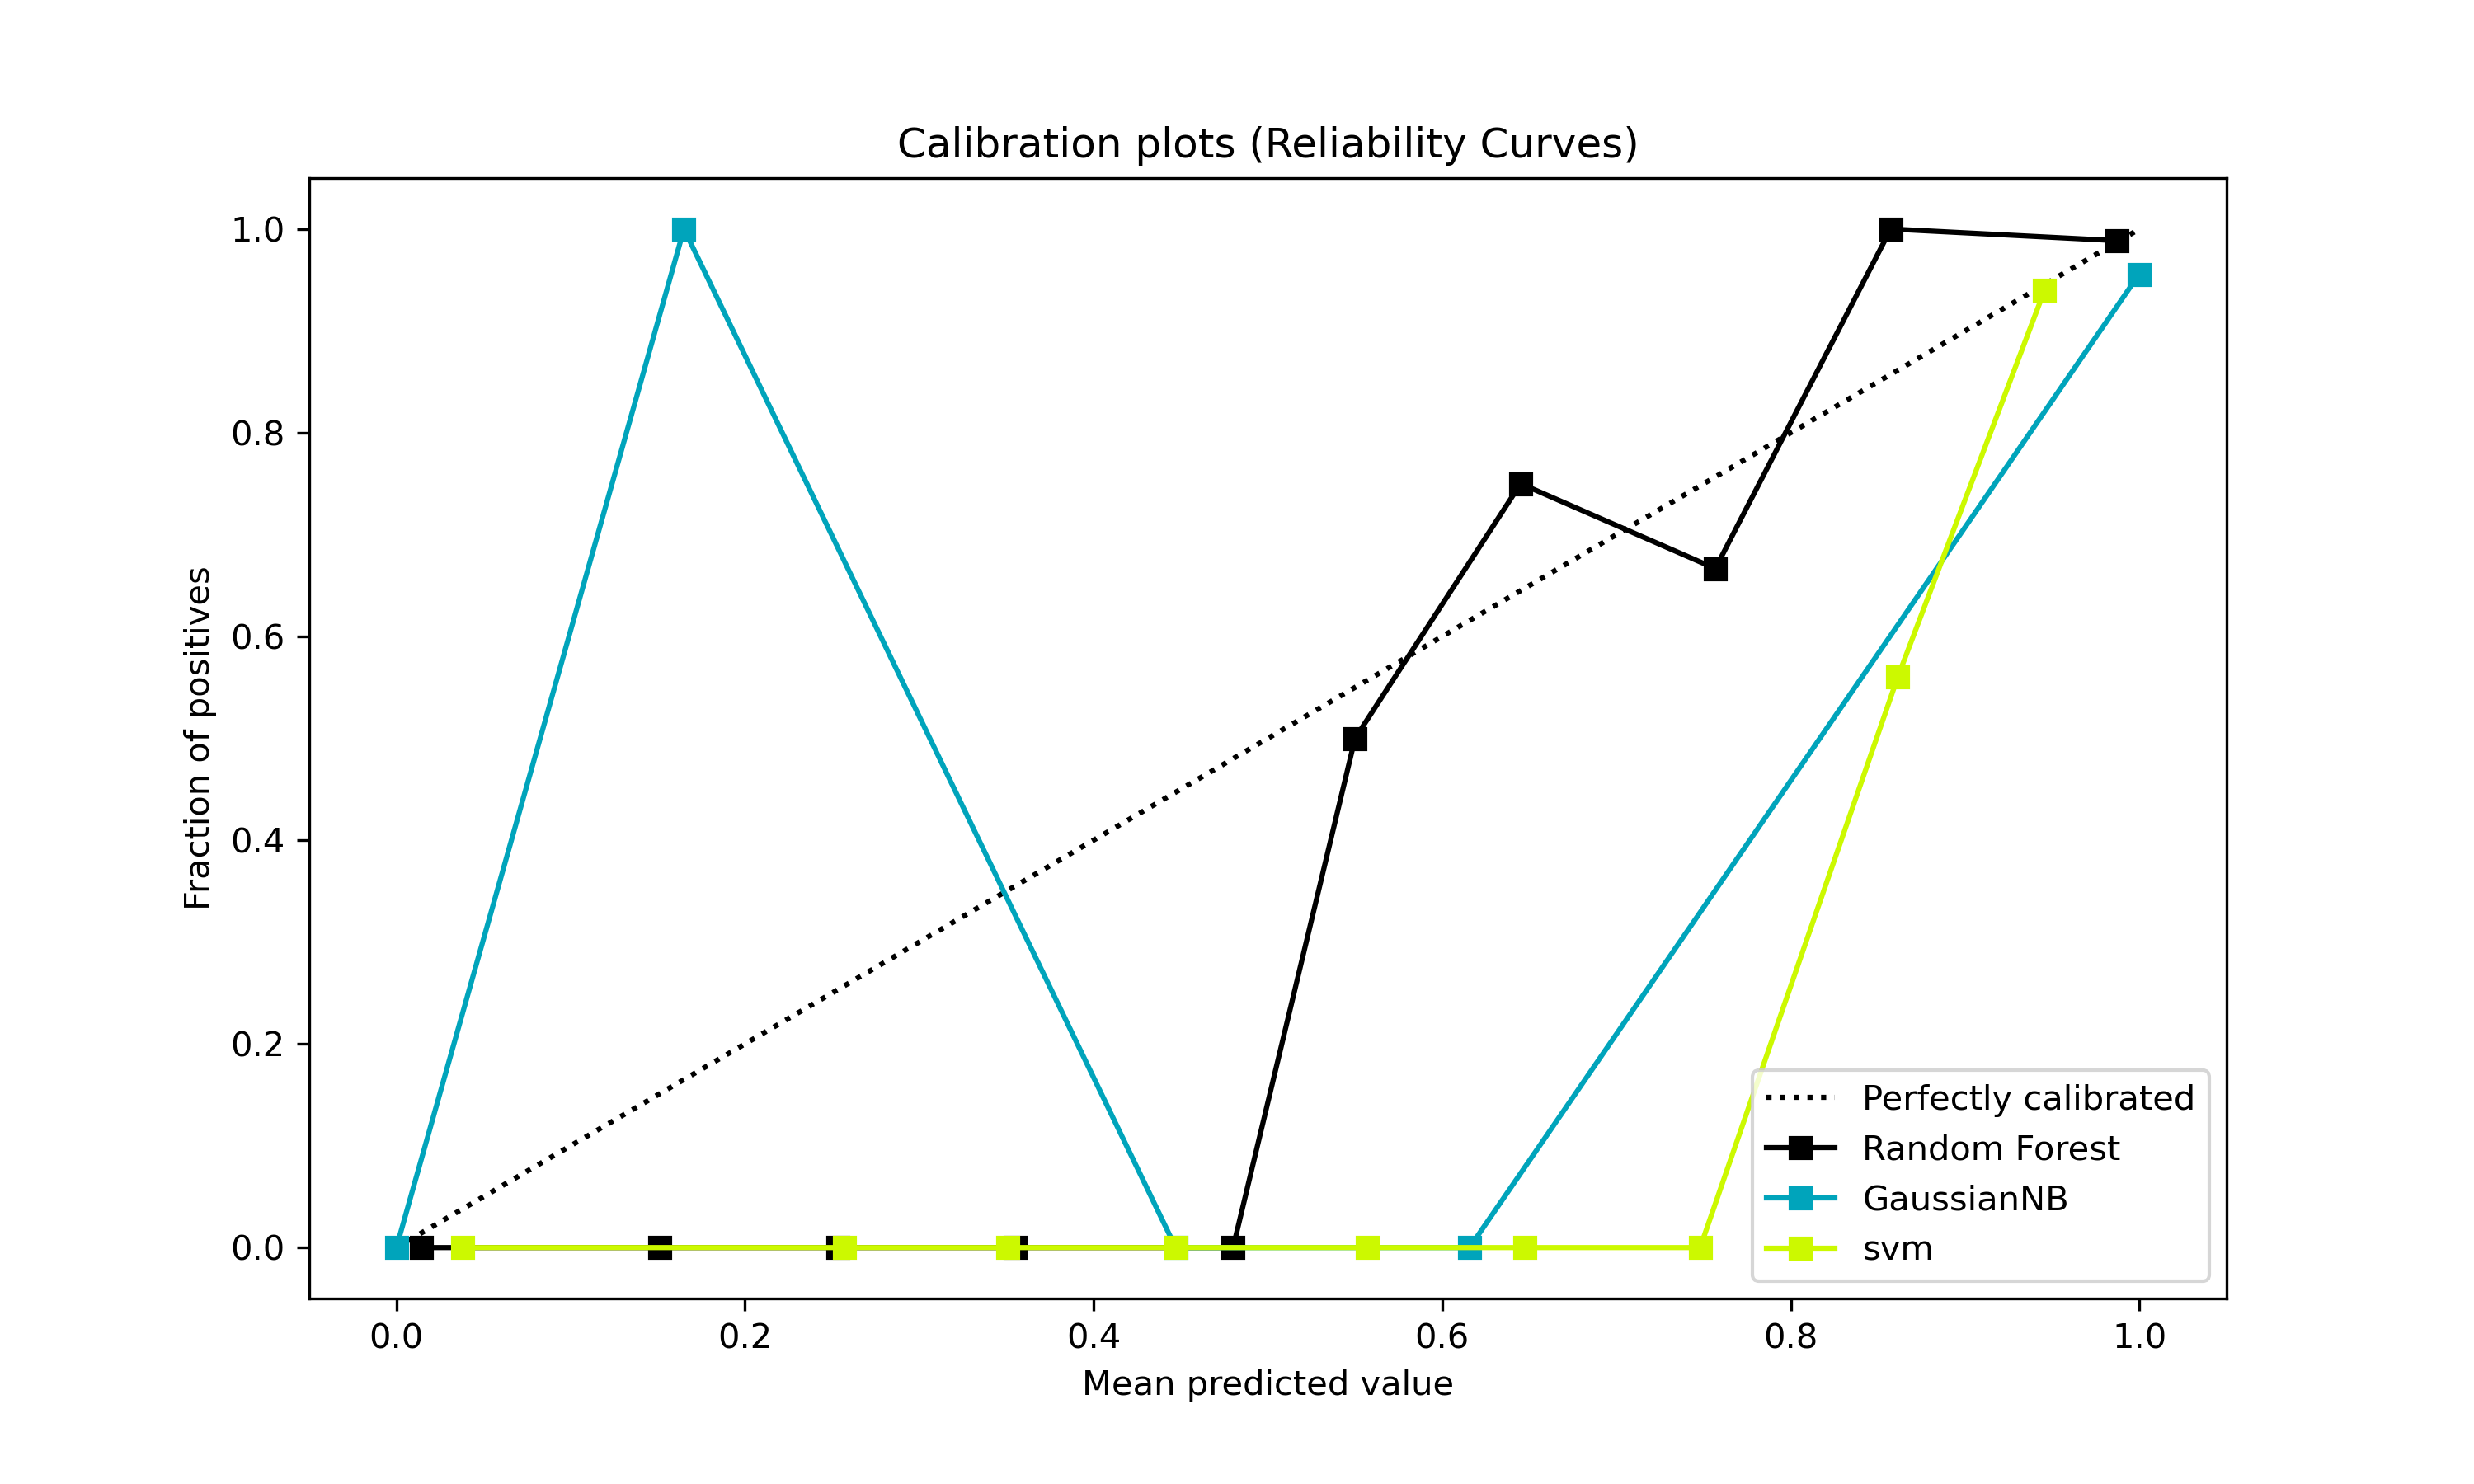 Calibration plots (Reliability Curves)
1.0
0.8
0.6
0.4
0.2
0.0
Fraction of positives
0.0 0.2 0.4 0.6 0.8 1.0
Mean predicted value
Perfectly calibrated
Random Forest
GaussianNB
svm